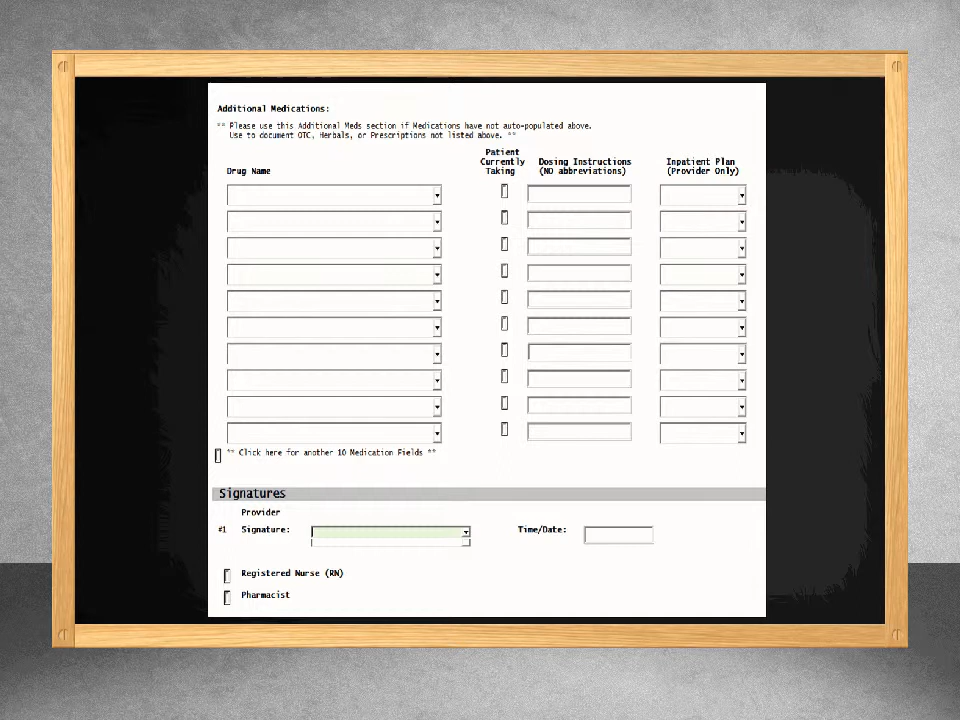 Additional Medications:
** Please use this Additional Meds section if Medications have not auto-populated above.
Use to document OTC, Herbals, or Prescriptions not listed above. **
Patient
Currently
Taking
Drug Name
Dosing Instructions
(NO abbreviations)
Inpatient Plan
(Provider Only)
** Click here for another 10 Medication Fields **
Signatures
Provider
#1 Signature:
Time/Date:
Registered Nurse (RN)
Pharmacist